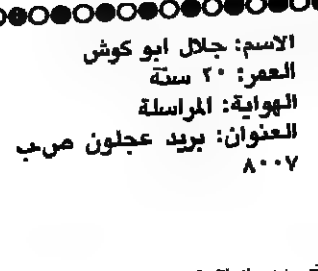 الاسم: جلال ابو كوش
العمر: ٢٠ سنة
الهواية: المراسلة
العنوان: بريد عجلون ص.ب
٨٠٠٧